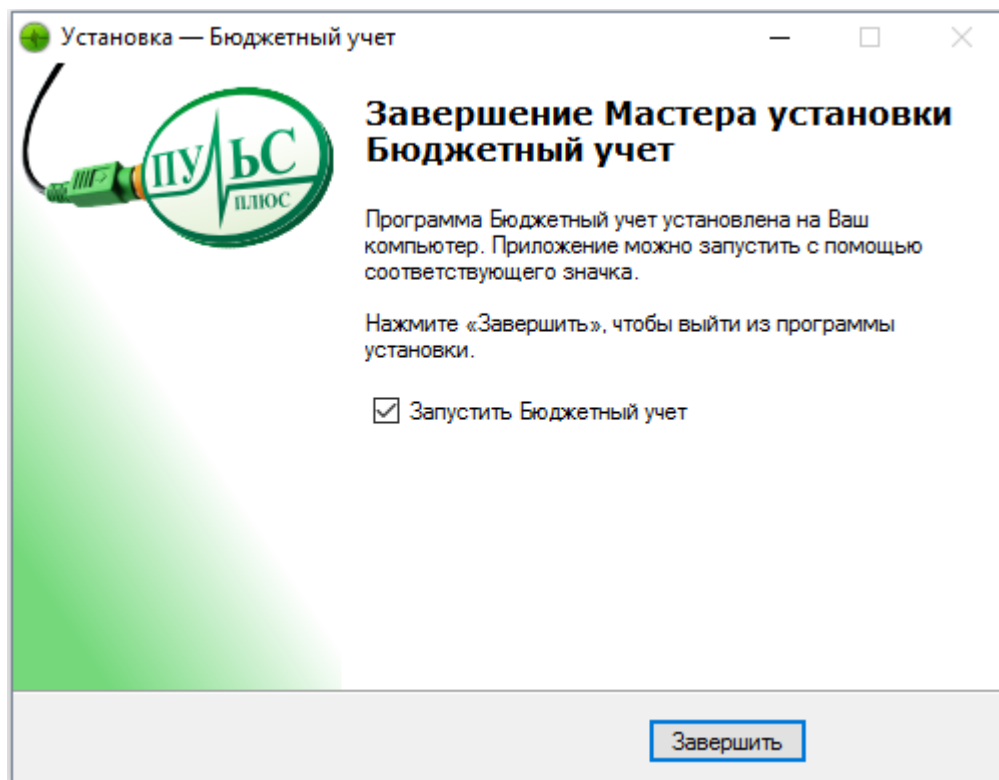 Установка — Бюджетный учет
ПУЛЬС
ПЛЮС
Завершение Мастера установки
Бюджетный учет
Программа Бюджетный учет установлена на Ваш
компьютер. Приложение можно запустить с помощью
соответствующего значка.
Нажмите «Завершить», чтобы выйти из программы
установки.
Запустить Бюджетный учет
Завершить